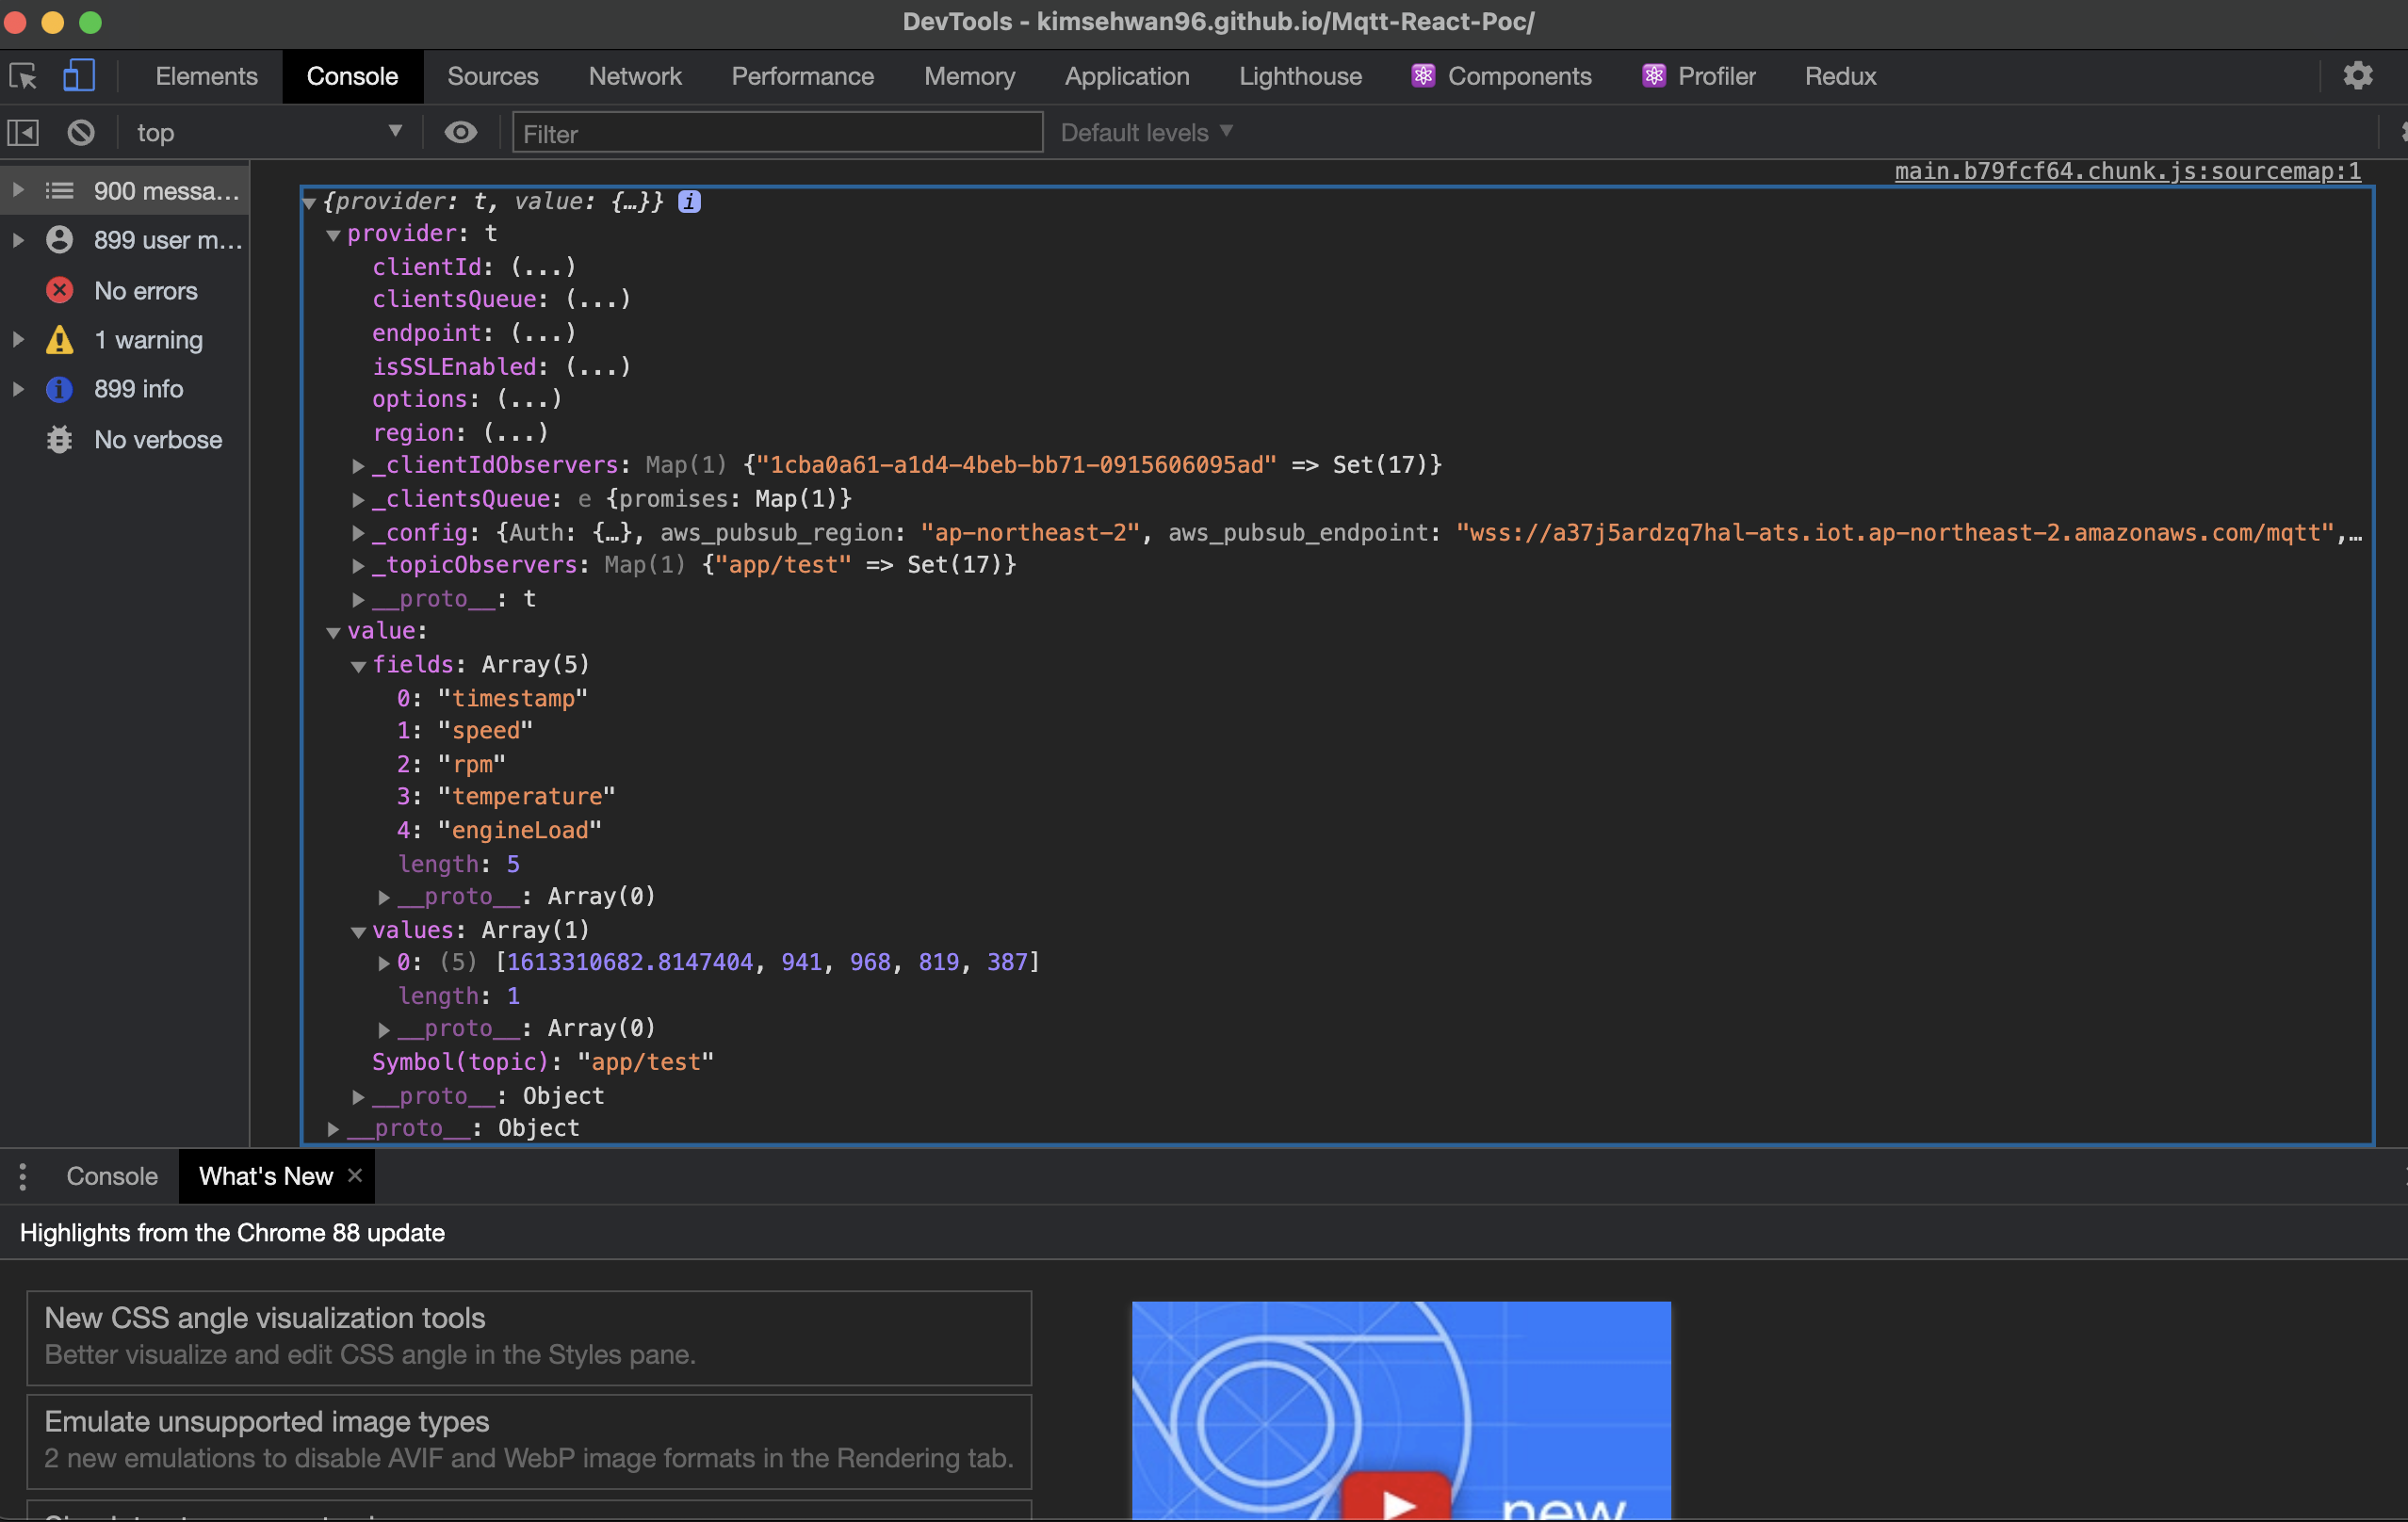 DevTools - kimsehwan96.github.io/Mqtt-React-Poc/
Elements Console Sources Network Performance Memory Application Lighthouse Components Profiler Redux
top Filter Default levels
900 messa...
899 user m...
No errors
1 warning
899 info
No verbose
main.b79fcf64.chunk.js:sourcemap:1
{provider: t, value: {…}} i
provider: t
clientId: (...)
clientsQueue: (...)
endpoint: (...)
isSSLEnabled: (...)
options: (...)
region: (...)
_clientIdObservers: Map(1) {"1cba0a61-a1d4-4beb-bb71-0915606095ad" => Set(17)}
_clientsQueue: e {promises: Map(1)}
_config: {Auth: {…}, aws_pubsub_region: "ap-northeast-2", aws_pubsub_endpoint: "wss://a37j5ardzq7hal-ats.iot.ap-northeast-2.amazonaws.com/mqtt",…
_topicObservers: Map(1) {"app/test" => Set(17)}
__proto__: t
value:
fields: Array(5)
0: "timestamp"
1: "speed"
2: "rpm"
3: "temperature"
4: "engineLoad"
length: 5
__proto__: Array(0)
values: Array(1)
0: (5) [1613310682.8147404, 941, 968, 819, 387]
length: 1
__proto__: Array(0)
Symbol(topic): "app/test"
__proto__: Object
__proto__: Object
Console What's New
Highlights from the Chrome 88 update
New CSS angle visualization tools
Better visualize and edit CSS angle in the Styles pane.
Emulate unsupported image types
2 new emulations to disable AVIF and WebP image formats in the Rendering tab.
new